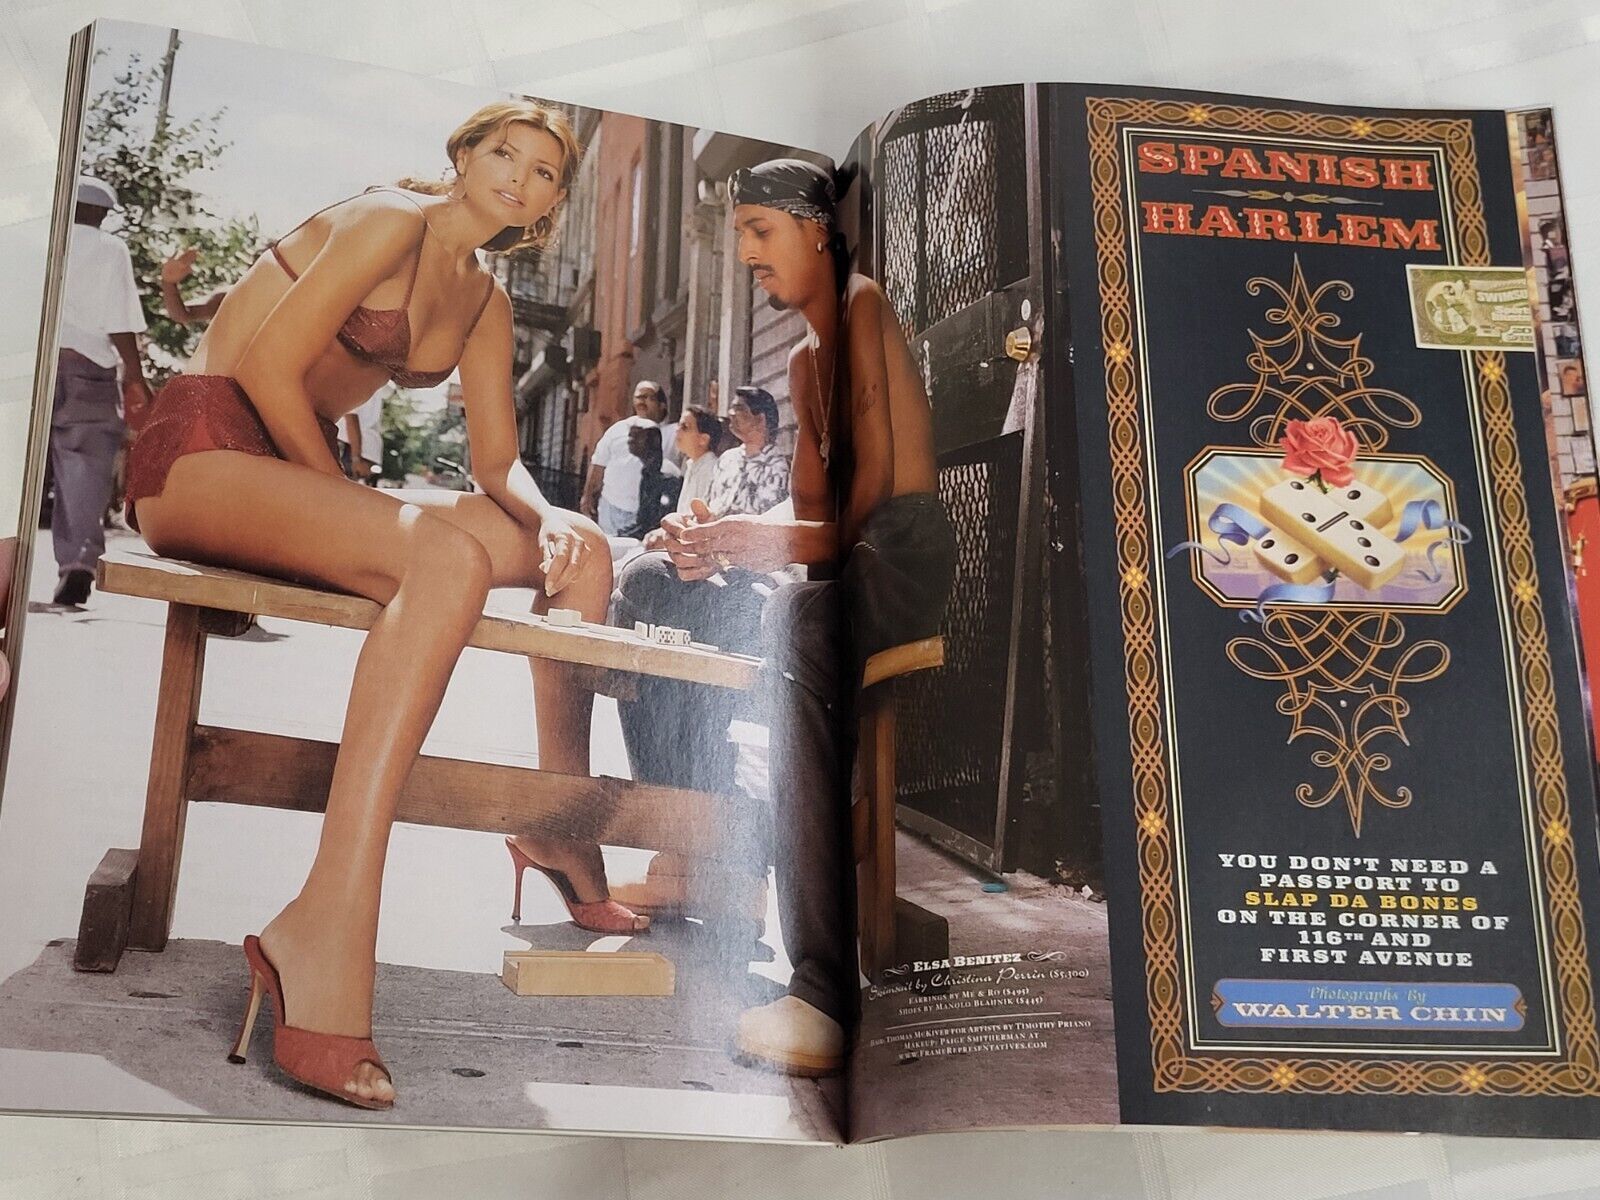 ELSA BENITEZ
Swimsuit by Christina Perrin ($5,300)
EARRINGS BY ME & RO ($495)
SHOES BY MANOLO BLAHNIK ($445)
HAIR: THOMAS MCKIVER FOR ARTISTS BY TIMOTHY PRIANO
MAKEUP: PAIGE SMITHERMAN AT
WWW.FRAMEREPRESENTATIVES.COM
SPANISH
HARLEM
SWIMSU
YOU DON'T NEED A
PASSPORT TO
SLAP DA BONES
ON THE CORNER OF
116TH AND
FIRST AVENUE
Photographs By
WALTER CHIN